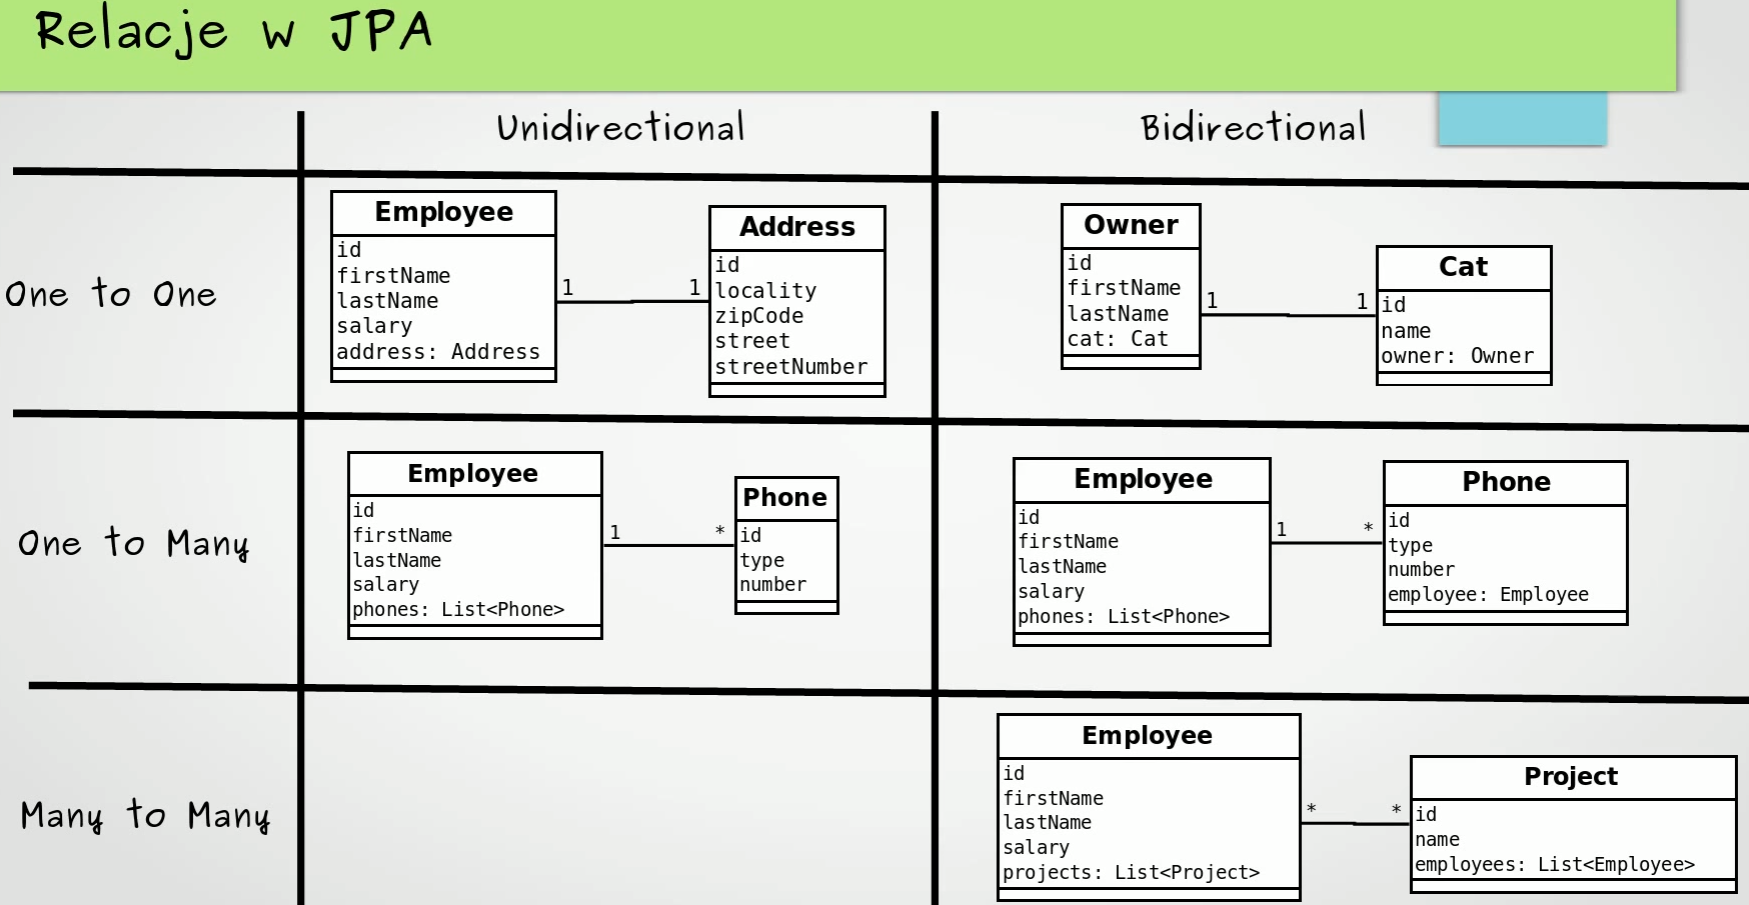 Relacje w JPA
Unidirectional
Bidirectional
One to One
Employee
id
firstName
lastName
salary
address: Address
1
1
Address
id
locality
zipCode
street
streetNumber
Owner
id
firstName
lastName
cat: Cat
1
1
Cat
id
name
owner: Owner
One to Many
Employee
id
firstName
lastName
salary
phones: List<Phone>
1
*
Phone
id
type
number
Employee
id
firstName
lastName
salary
phones: List<Phone>
1
*
Phone
id
type
number
employee: Employee
Many to Many
Employee
id
firstName
lastName
salary
projects: List<Project>
*
*
Project
id
name
employees: List<Employee>